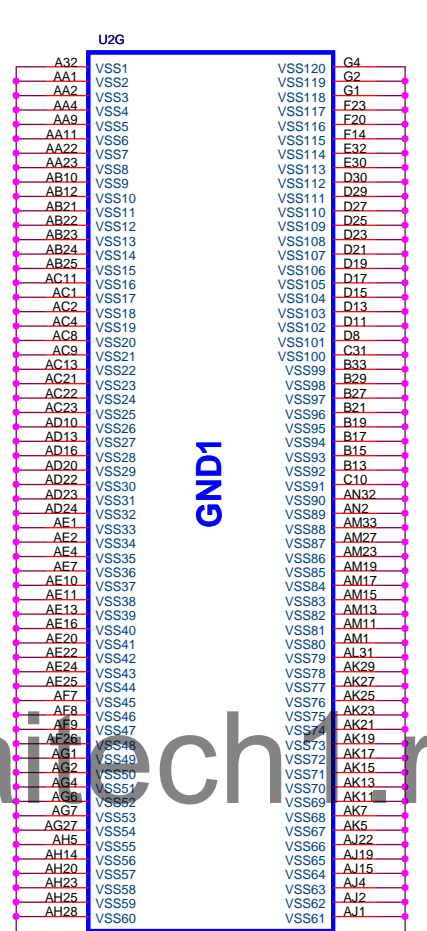 U2G
A32 VSS1 VSS120 G4
AA1 VSS2 VSS119 G2
AA2 VSS3 VSS118 G1
AA4 VSS4 VSS117 F23
AA9 VSS5 VSS116 F20
AA11 VSS6 VSS115 F14
AA22 VSS7 VSS114 E32
AA23 VSS8 VSS113 E30
AB10 VSS9 VSS112 D30
AB12 VSS10 VSS111 D29
AB21 VSS11 VSS110 D27
AB22 VSS12 VSS109 D25
AB23 VSS13 VSS108 D23
AB24 VSS14 VSS107 D21
AB25 VSS15 VSS106 D19
AC11 VSS16 VSS105 D17
AC1 VSS17 VSS104 D15
AC2 VSS18 VSS103 D13
AC4 VSS19 VSS102 D11
AC8 VSS20 VSS101 D8
AC9 VSS21 VSS100 C31
AC13 VSS22 VSS99 B33
AC21 VSS23 VSS98 B29
AC22 VSS24 VSS97 B27
AC23 VSS25 VSS96 B21
AD10 VSS26 VSS95 B19
AD13 VSS27 VSS94 B17
AD16 VSS28 VSS93 B15
AD20 VSS29 VSS92 B13
AD22 VSS30 VSS91 C10
AD23 VSS31 VSS90 AN32
AD24 VSS32 VSS89 AN2
AE1 VSS33 VSS88 AM33
AE2 VSS34 VSS87 AM27
AE4 VSS35 VSS86 AM23
AE7 VSS36 VSS85 AM19
AE10 VSS37 VSS84 AM17
AE11 VSS38 VSS83 AM15
AE13 VSS39 VSS82 AM13
AE16 VSS40 VSS81 AM11
AE20 VSS41 VSS80 AM1
AE22 VSS42 VSS79 AL31
AE24 VSS43 VSS78 AK29
AE25 VSS44 VSS77 AK27
AF7 VSS45 VSS76 AK25
AF8 VSS46 VSS75 AK23
AF9 VSS47 VSS74 AK21
AF26 VSS48 VSS73 AK19
AG1 VSS49 VSS72 AK17
AG2 VSS50 VSS71 AK15
AG4 VSS51 VSS70 AK13
AG6 VSS52 VSS69 AK11
AG7 VSS53 VSS68 AK7
AG27 VSS54 VSS67 AK5
AH5 VSS55 VSS66 AJ22
AH14 VSS56 VSS65 AJ19
AH20 VSS57 VSS64 AJ15
AH23 VSS58 VSS63 AJ4
AH25 VSS59 VSS62 AJ2
AH28 VSS60 VSS61 AJ1
GND1